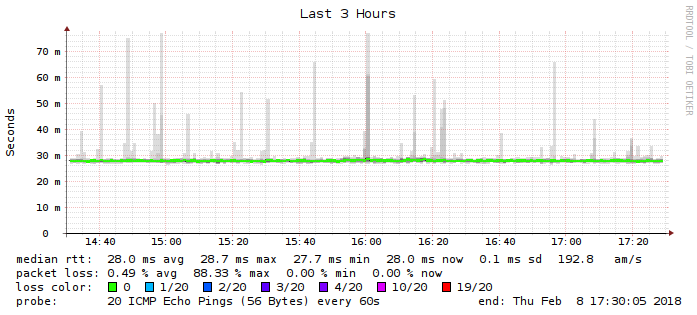 Last 3 Hours
RRDTOOL / TOBI OETIKER
Seconds
70 m
60 m
50 m
40 m
30 m
20 m
10 m
0
14:40 15:00 15:20 15:40 16:00 16:20 16:40 17:00 17:20
median rtt: 28.0 ms avg 28.7 ms max 27.7 ms min 28.0 ms now 0.1 ms sd 192.8 am/s
packet loss: 0.49 % avg 88.33 % max 0.00 % min 0.00 % now
loss color: 0 1/20 2/20 3/20 4/20 10/20 19/20
probe: 20 ICMP Echo Pings (56 Bytes) every 60s end: Thu Feb 8 17:30:05 2018